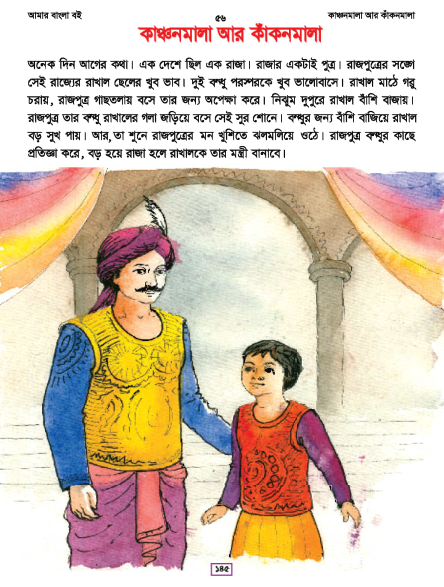 আমার বাংলা বই
৫৬
কাঞ্চনমালা আর কাঁকনমালা
কাঞ্চনমালা আর কাঁকনমালা
অনেক দিন আগের কথা। এক দেশে ছিল এক রাজা। রাজার একটাই পুত্র। রাজপুত্রের সঙ্গে
সেই রাজ্যের রাখাল ছেলের খুব ভাব। দুই বন্ধু পরস্পরকে খুব ভালোবাসে। রাখাল মাঠে গরু
চরায়, রাজপুত্র গাছতলায় বসে তার জন্য অপেক্ষা করে। নিঝুম দুপুরে রাখাল বাঁশি বাজায়।
রাজপুত্র তার বন্ধু রাখালের গলা জড়িয়ে বসে সেই সুর শোনে। বন্ধুর জন্য বাঁশি বাজিয়ে রাখাল
বড় সুখ পায়। আর,তা শুনে রাজপুত্রের মন খুশিতে ঝলমলিয়ে ওঠে। রাজপুত্র বন্ধুর কাছে
প্রতিজ্ঞা করে, বড় হয়ে রাজা হলে রাখালকে তার মন্ত্রী বানাবে।
১৪৫